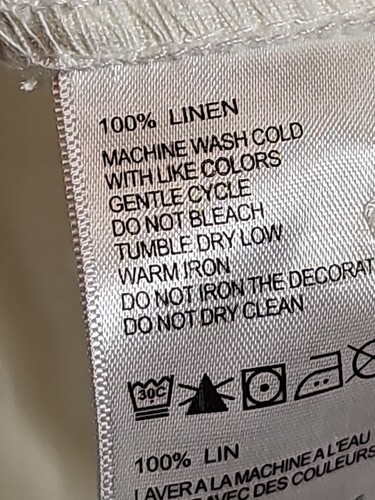 100% LINEN
MACHINE WASH COLD
WITH LIKE COLORS
GENTLE CYCLE
DO NOT BLEACH
TUMBLE DRY LOW
WARM IRON
DO NOT IRON THE DECORAT
DO NOT DRY CLEAN
30C
100% LIN
LAVER A LA MACHINE A L'EAU
AVEC DES COULEURS